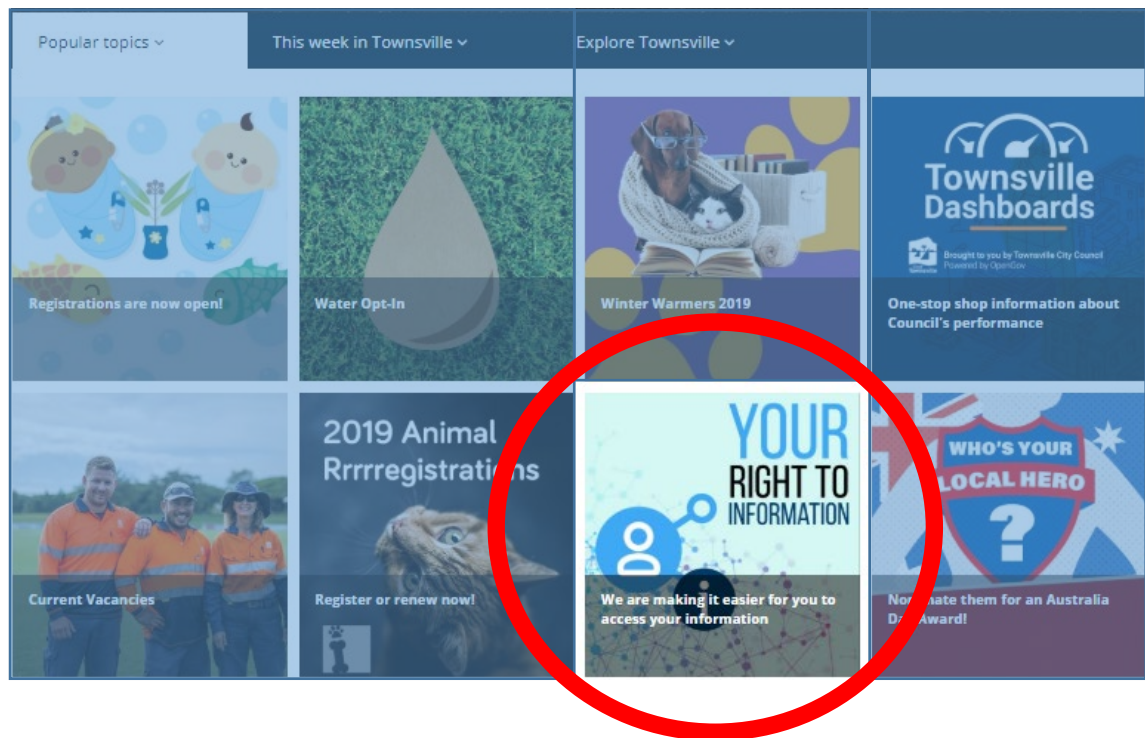 Popular topics
This week in Townsville
Explore Townsville
Registrations are now open!
Water Opt-In
Winter Warmers 2019
Townsville
Dashboards
Brought to you by Townsville City Council
Powered by OpenGov
One-stop shop information about
Council's performance
Current Vacancies
2019 Animal
Rrrrregistrations
Register or renew now!
YOUR
RIGHT TO
INFORMATION
i
We are making it easier for you to
access your information
WHO'S YOUR
LOCAL HERO
?
Nominate them for an Australia
Day Award!